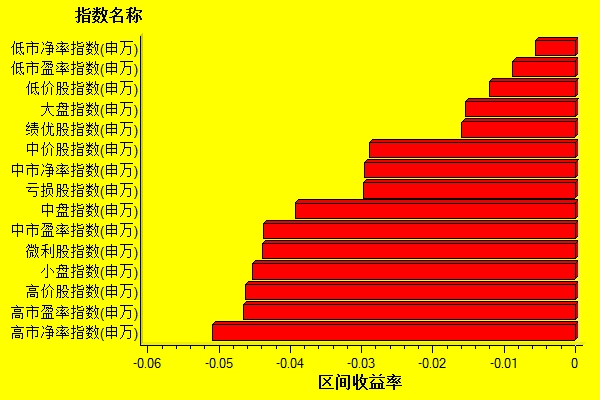 指数名称
低市净率指数(申万)
低市盈率指数(申万)
低价股指数(申万)
大盘指数(申万)
绩优股指数(申万)
中价股指数(申万)
中市净率指数(申万)
亏损股指数(申万)
中盘指数(申万)
中市盈率指数(申万)
微利股指数(申万)
小盘指数(申万)
高价股指数(申万)
高市盈率指数(申万)
高市净率指数(申万)
-0.06 -0.05 -0.04 -0.03 -0.02 -0.01 0
区间收益率